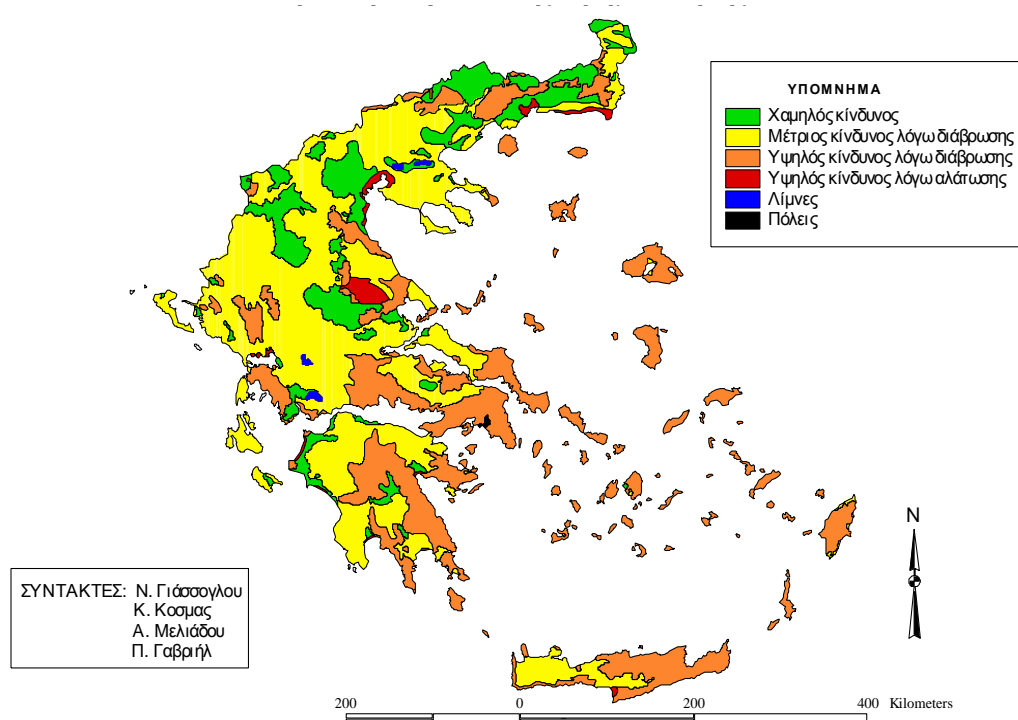 ΥΠΟΜΝΗΜΑ
Χαμηλός κίνδυνος
Μέτριος κίνδυνος λόγω διάβρωσης
Υψηλός κίνδυνος λόγω διάβρωσης
Υψηλός κίνδυνος λόγω αλάτωσης
Λίμνες
Πόλεις
N
ΣΥΝΤΑΚΤΕΣ: Ν. Γιάσσογλου
Κ. Κοσμας
Α. Μελιάδου
Π. Γαβριήλ
200 0 200 400 Kilometers